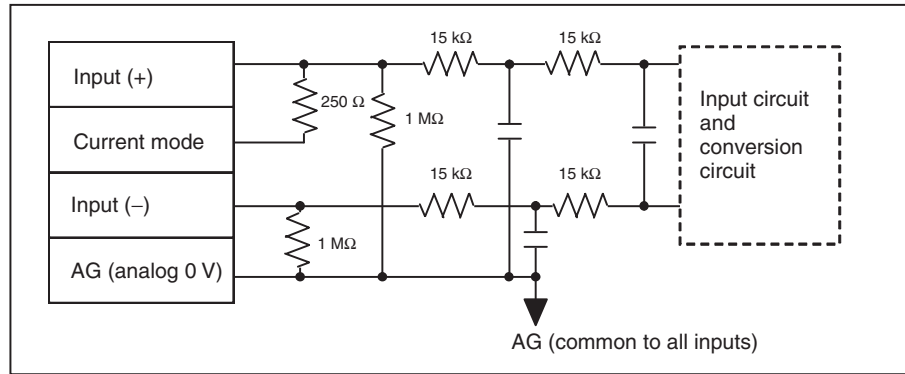 15 kΩ
15 kΩ
Input (+)
250 Ω
1 MΩ
Current mode
Input circuit
and
conversion
circuit
15 kΩ
15 kΩ
Input (−)
1 MΩ
AG (analog 0 V)
AG (common to all inputs)